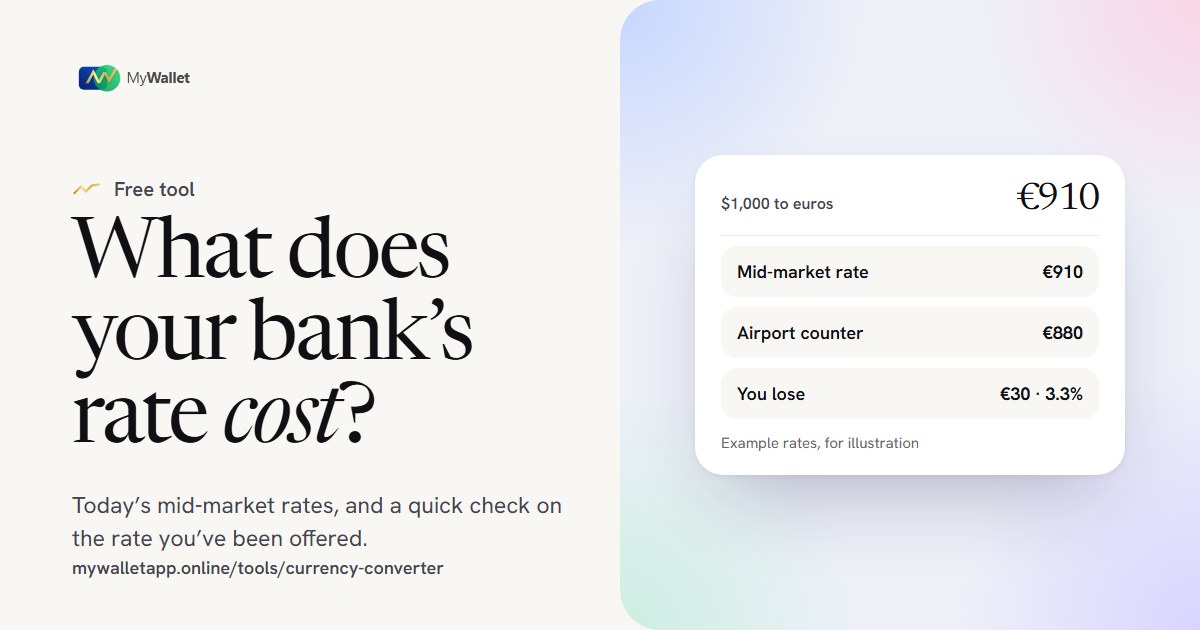 MyWallet
Free tool
What does
your bank’s
rate cost?
Today’s mid-market rates, and a quick check on
the rate you’ve been offered.
mywalletapp.online/tools/currency-converter
$1,000 to euros €910
Mid-market rate €910
Airport counter €880
You lose €30 · 3.3%
Example rates, for illustration